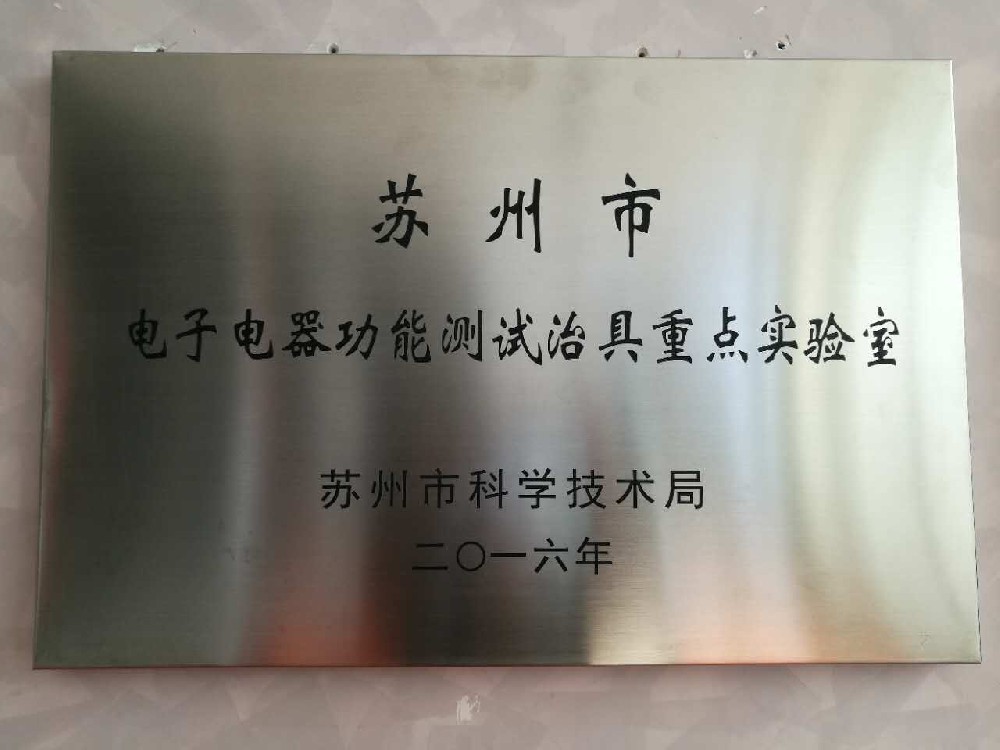 苏州市
电子电器功能测试治具重点实验室
苏州市科学技术局
二〇一六年